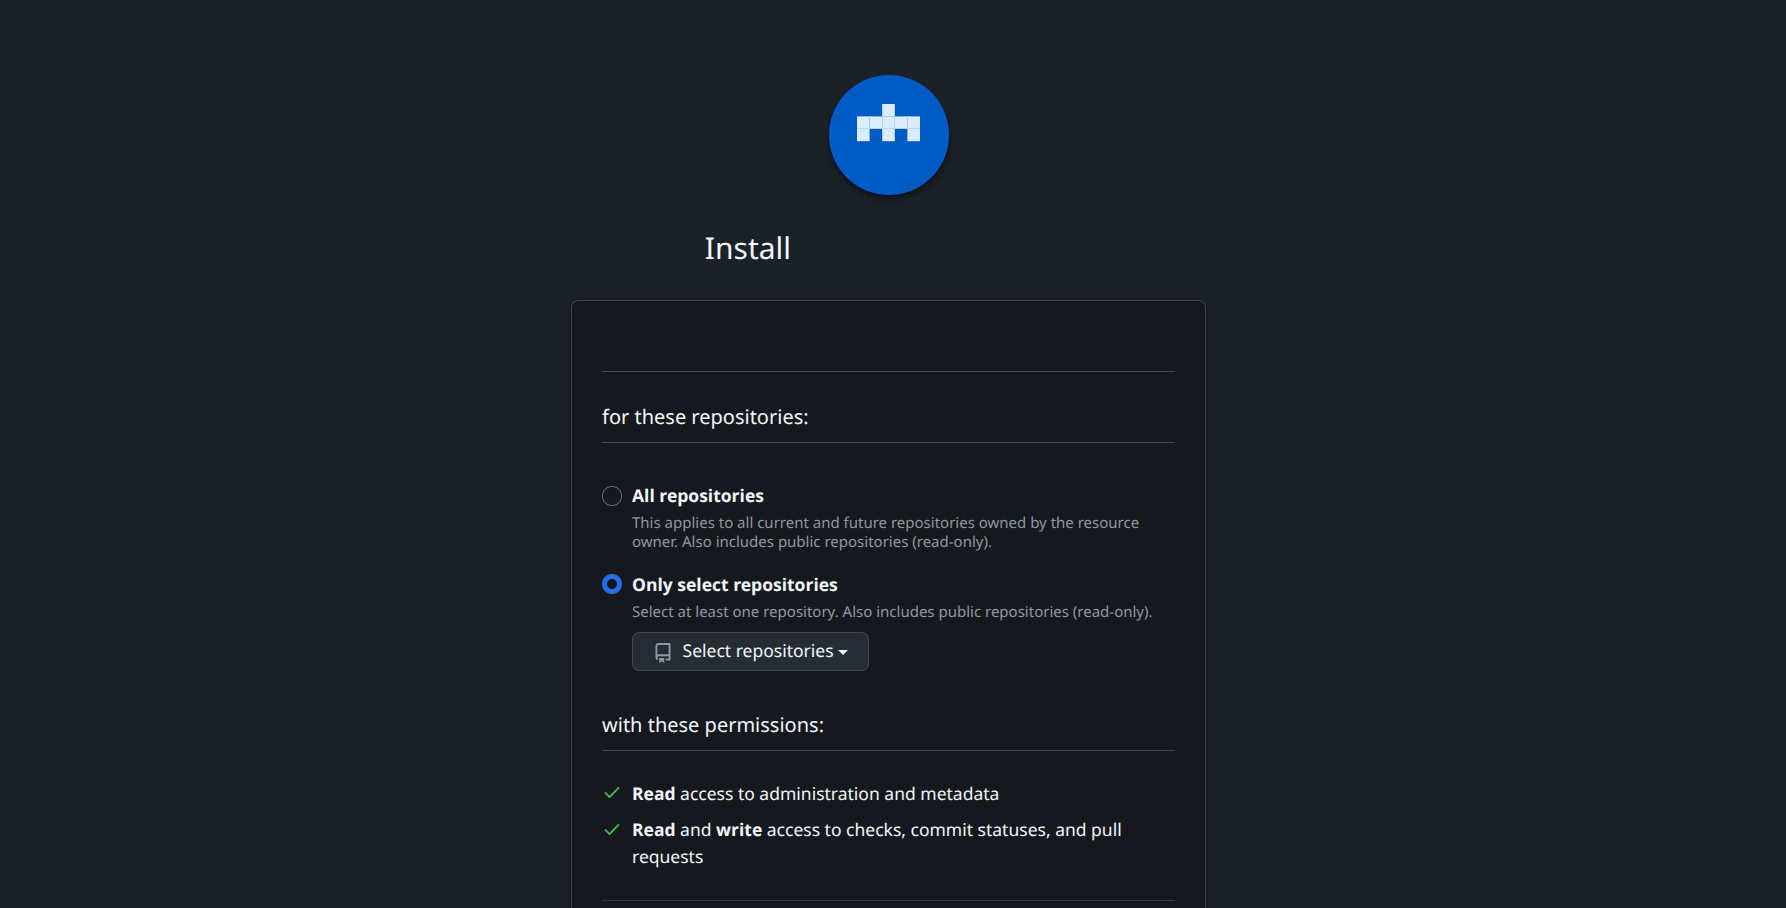 Install
for these repositories:
All repositories
This applies to all current and future repositories owned by the resource
owner. Also includes public repositories (read-only).
Only select repositories
Select at least one repository. Also includes public repositories (read-only).
Select repositories
with these permissions:
Read access to administration and metadata
Read and write access to checks, commit statuses, and pull
requests